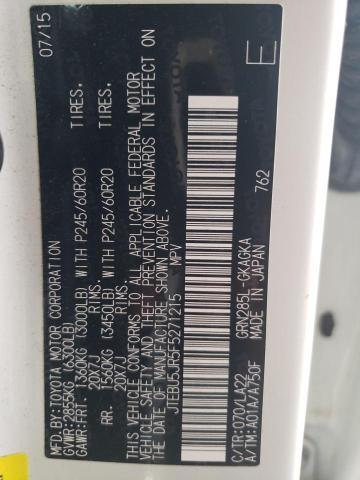 MFD.BY:TOYOTA MOTOR CORPORATION 07/15
GVWR:2855KG(6300LB)
GAWR:FRT. 1360KG (3000LB) WITH P245/60R20 TIRES.
20X7J RIMS.
RR. 1560KG (3450LB) WITH P245/60R20 TIRES.
20X7J RIMS.
THIS VEHICLE CONFORMS TO ALL APPLICABLE FEDERAL MOTOR
VEHICLE SAFETY AND THEFT PREVENTION STANDARDS IN EFFECT
ON THE DATE OF MANUFACTURE SHOWN ABOVE.
JTEBU5JR5F5271215 MPV
E
C/TR:070/LA22 GRN285L-GKAGKA
A/TM:A01A/A750F MADE IN JAPAN 762